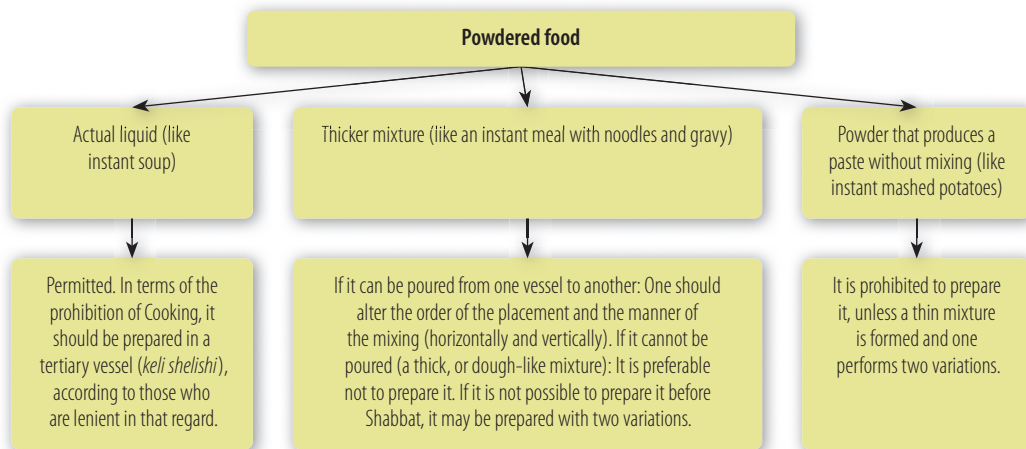 Powdered food
Actual liquid (like
instant soup)
Thicker mixture (like an instant meal with noodles and gravy)
Powder that produces a
paste without mixing (like
instant mashed potatoes)
Permitted. In terms of the
prohibition of Cooking, it
should be prepared in a
tertiary vessel (keli shelishi),
according to those who
are lenient in that regard.
If it can be poured from one vessel to another: One should
alter the order of the placement and the manner of
the mixing (horizontally and vertically). If it cannot be
poured (a thick, or dough-like mixture): It is preferable
not to prepare it. If it is not possible to prepare it before
Shabbat, it may be prepared with two variations.
It is prohibited to prepare
it, unless a thin mixture
is formed and one
performs two variations.